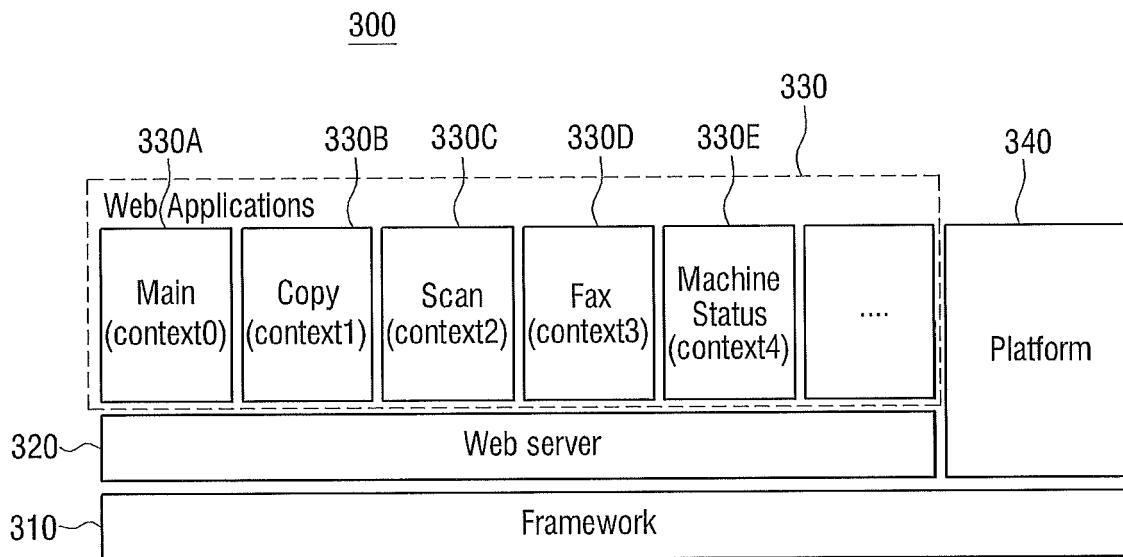 300
330
330A
330B
330C
330D
330E
340
Web Applications
Main
(context0)
Copy
(context1)
Scan
(context2)
Fax
(context3)
Machine
Status
(context4)
....
Platform
320
Web server
310
Framework